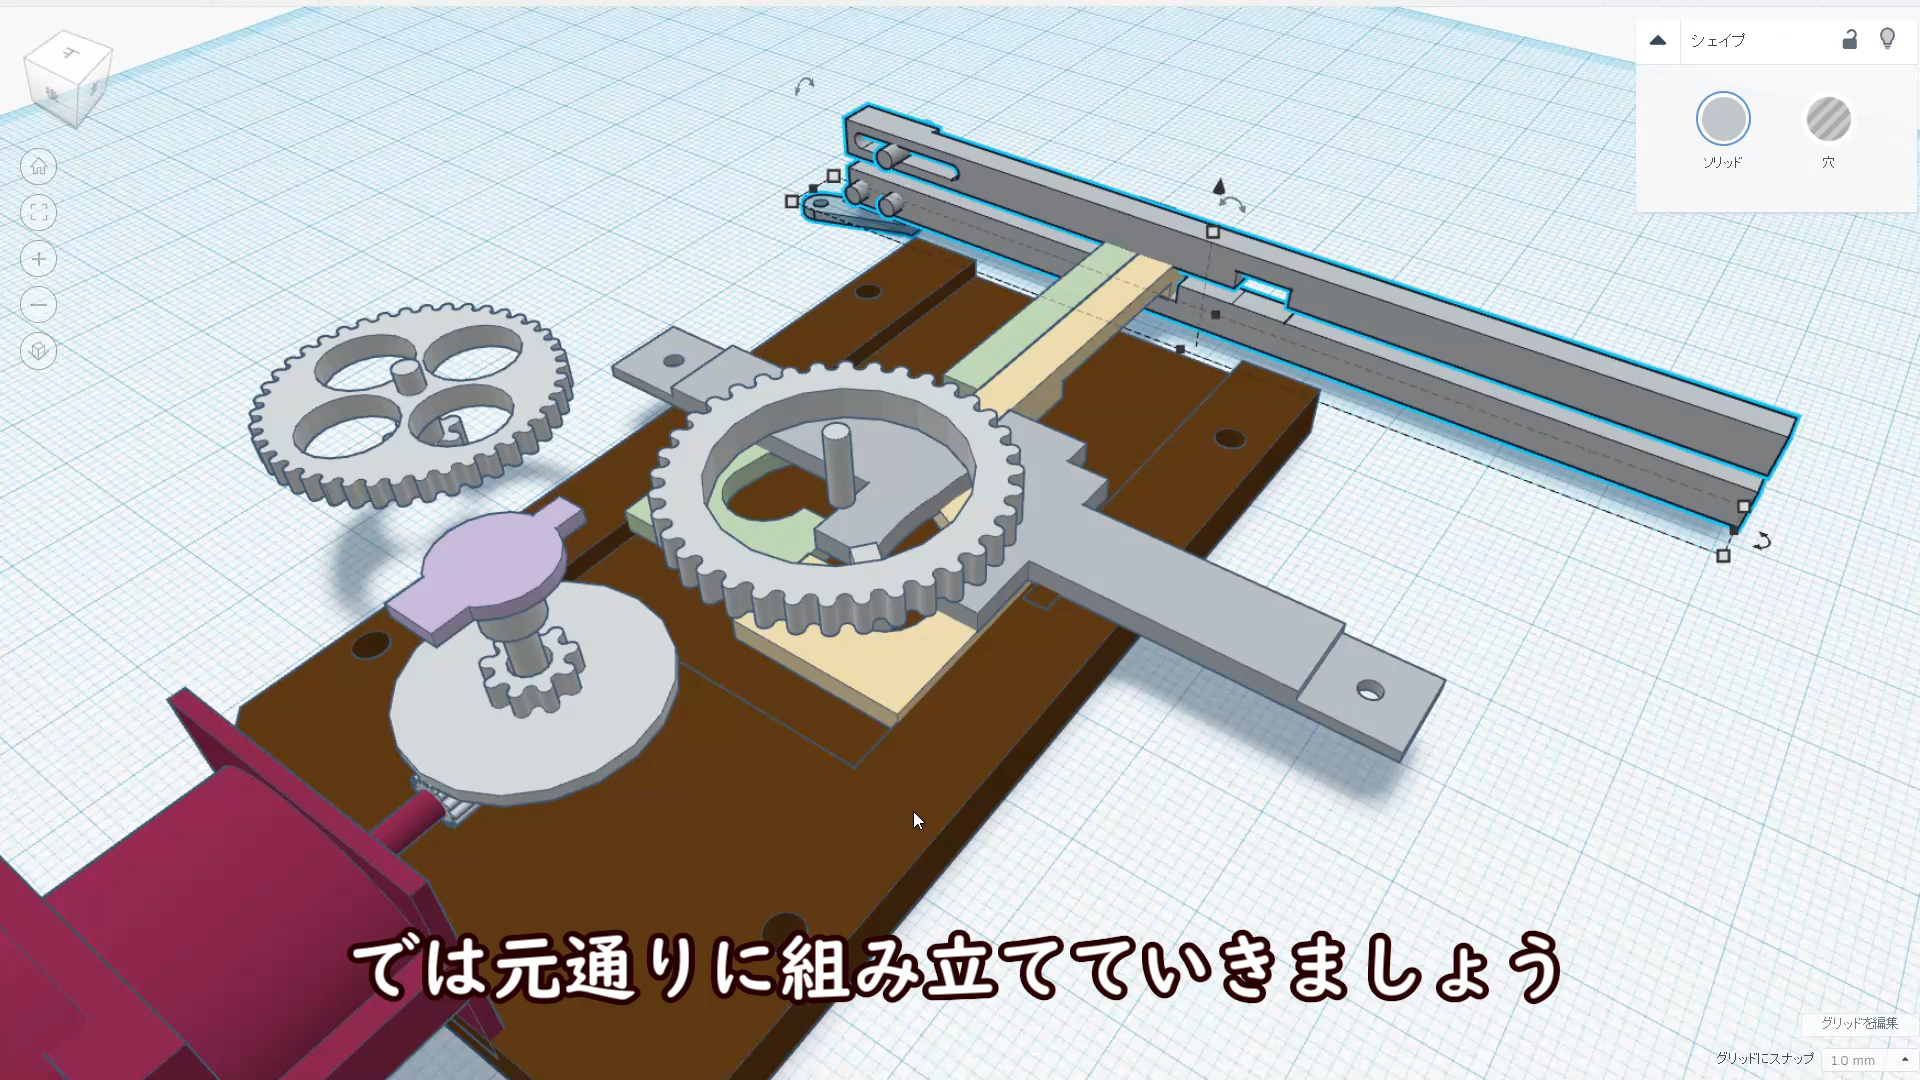 シェイプ
ソリッド
穴
上
では元通りに組み立てていきましょう
グリッドを編集
グリッドにスナップ
1.0 mm